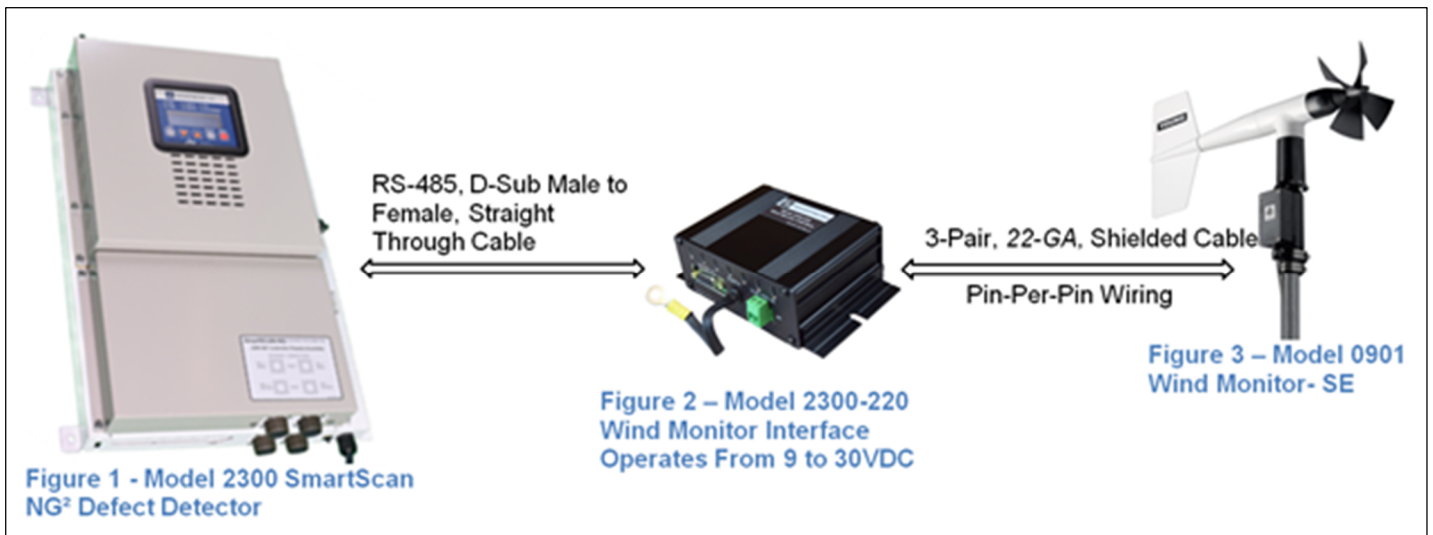 RS-485, D-Sub Male to
Female, Straight
Through Cable
3-Pair, 22-GA, Shielded Cable
Pin-Per-Pin Wiring
Figure 1 - Model 2300 SmartScan
NG² Defect Detector
Figure 2 – Model 2300-220
Wind Monitor Interface
Operates From 9 to 30VDC
Figure 3 – Model 0901
Wind Monitor- SE